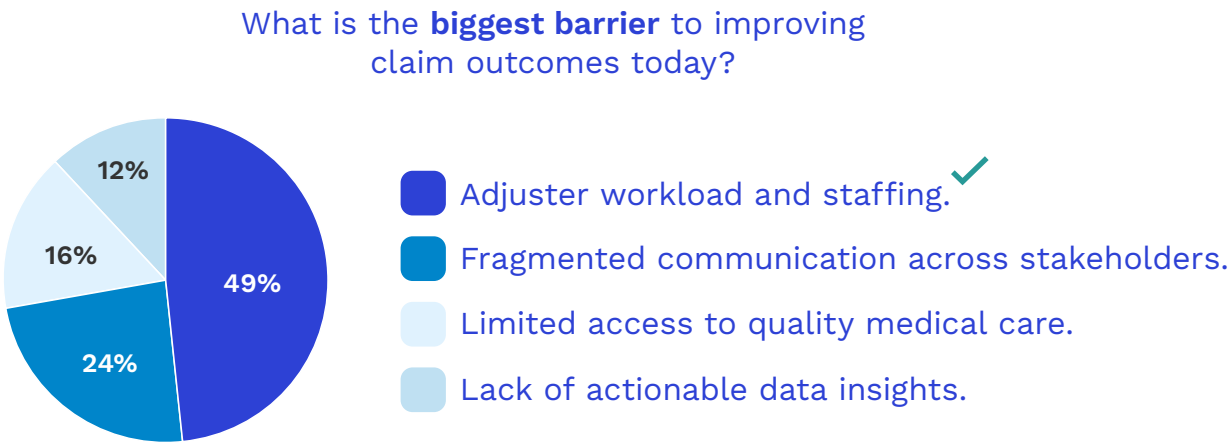 What is the biggest barrier to improving
claim outcomes today?
12%
16%
49%
24%
Adjuster workload and staffing.
Fragmented communication across stakeholders.
Limited access to quality medical care.
Lack of actionable data insights.